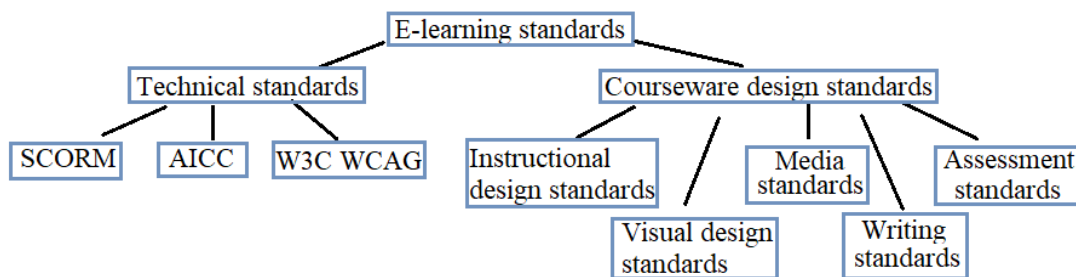 E-learning standards
Technical standards
Courseware design standards
SCORM
AICC
W3C WCAG
Instructional
design standards
Media
standards
Assessment
standards
Visual design
standards
Writing
standards